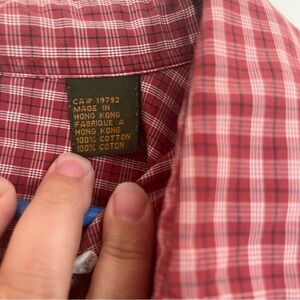 CA# 19792
MADE IN
HONG KONG
FABRIQUE A
HONG KONG
100% COTTON
100% COTON